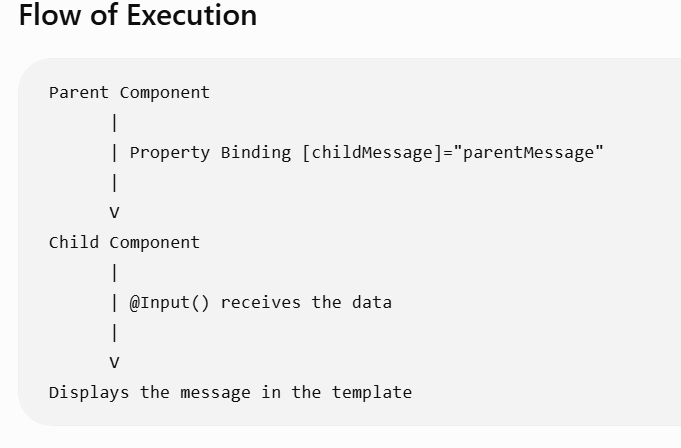 Flow of Execution
Parent Component
|
| Property Binding [childMessage]="parentMessage"
|
v
Child Component
|
| @Input() receives the data
|
v
Displays the message in the template